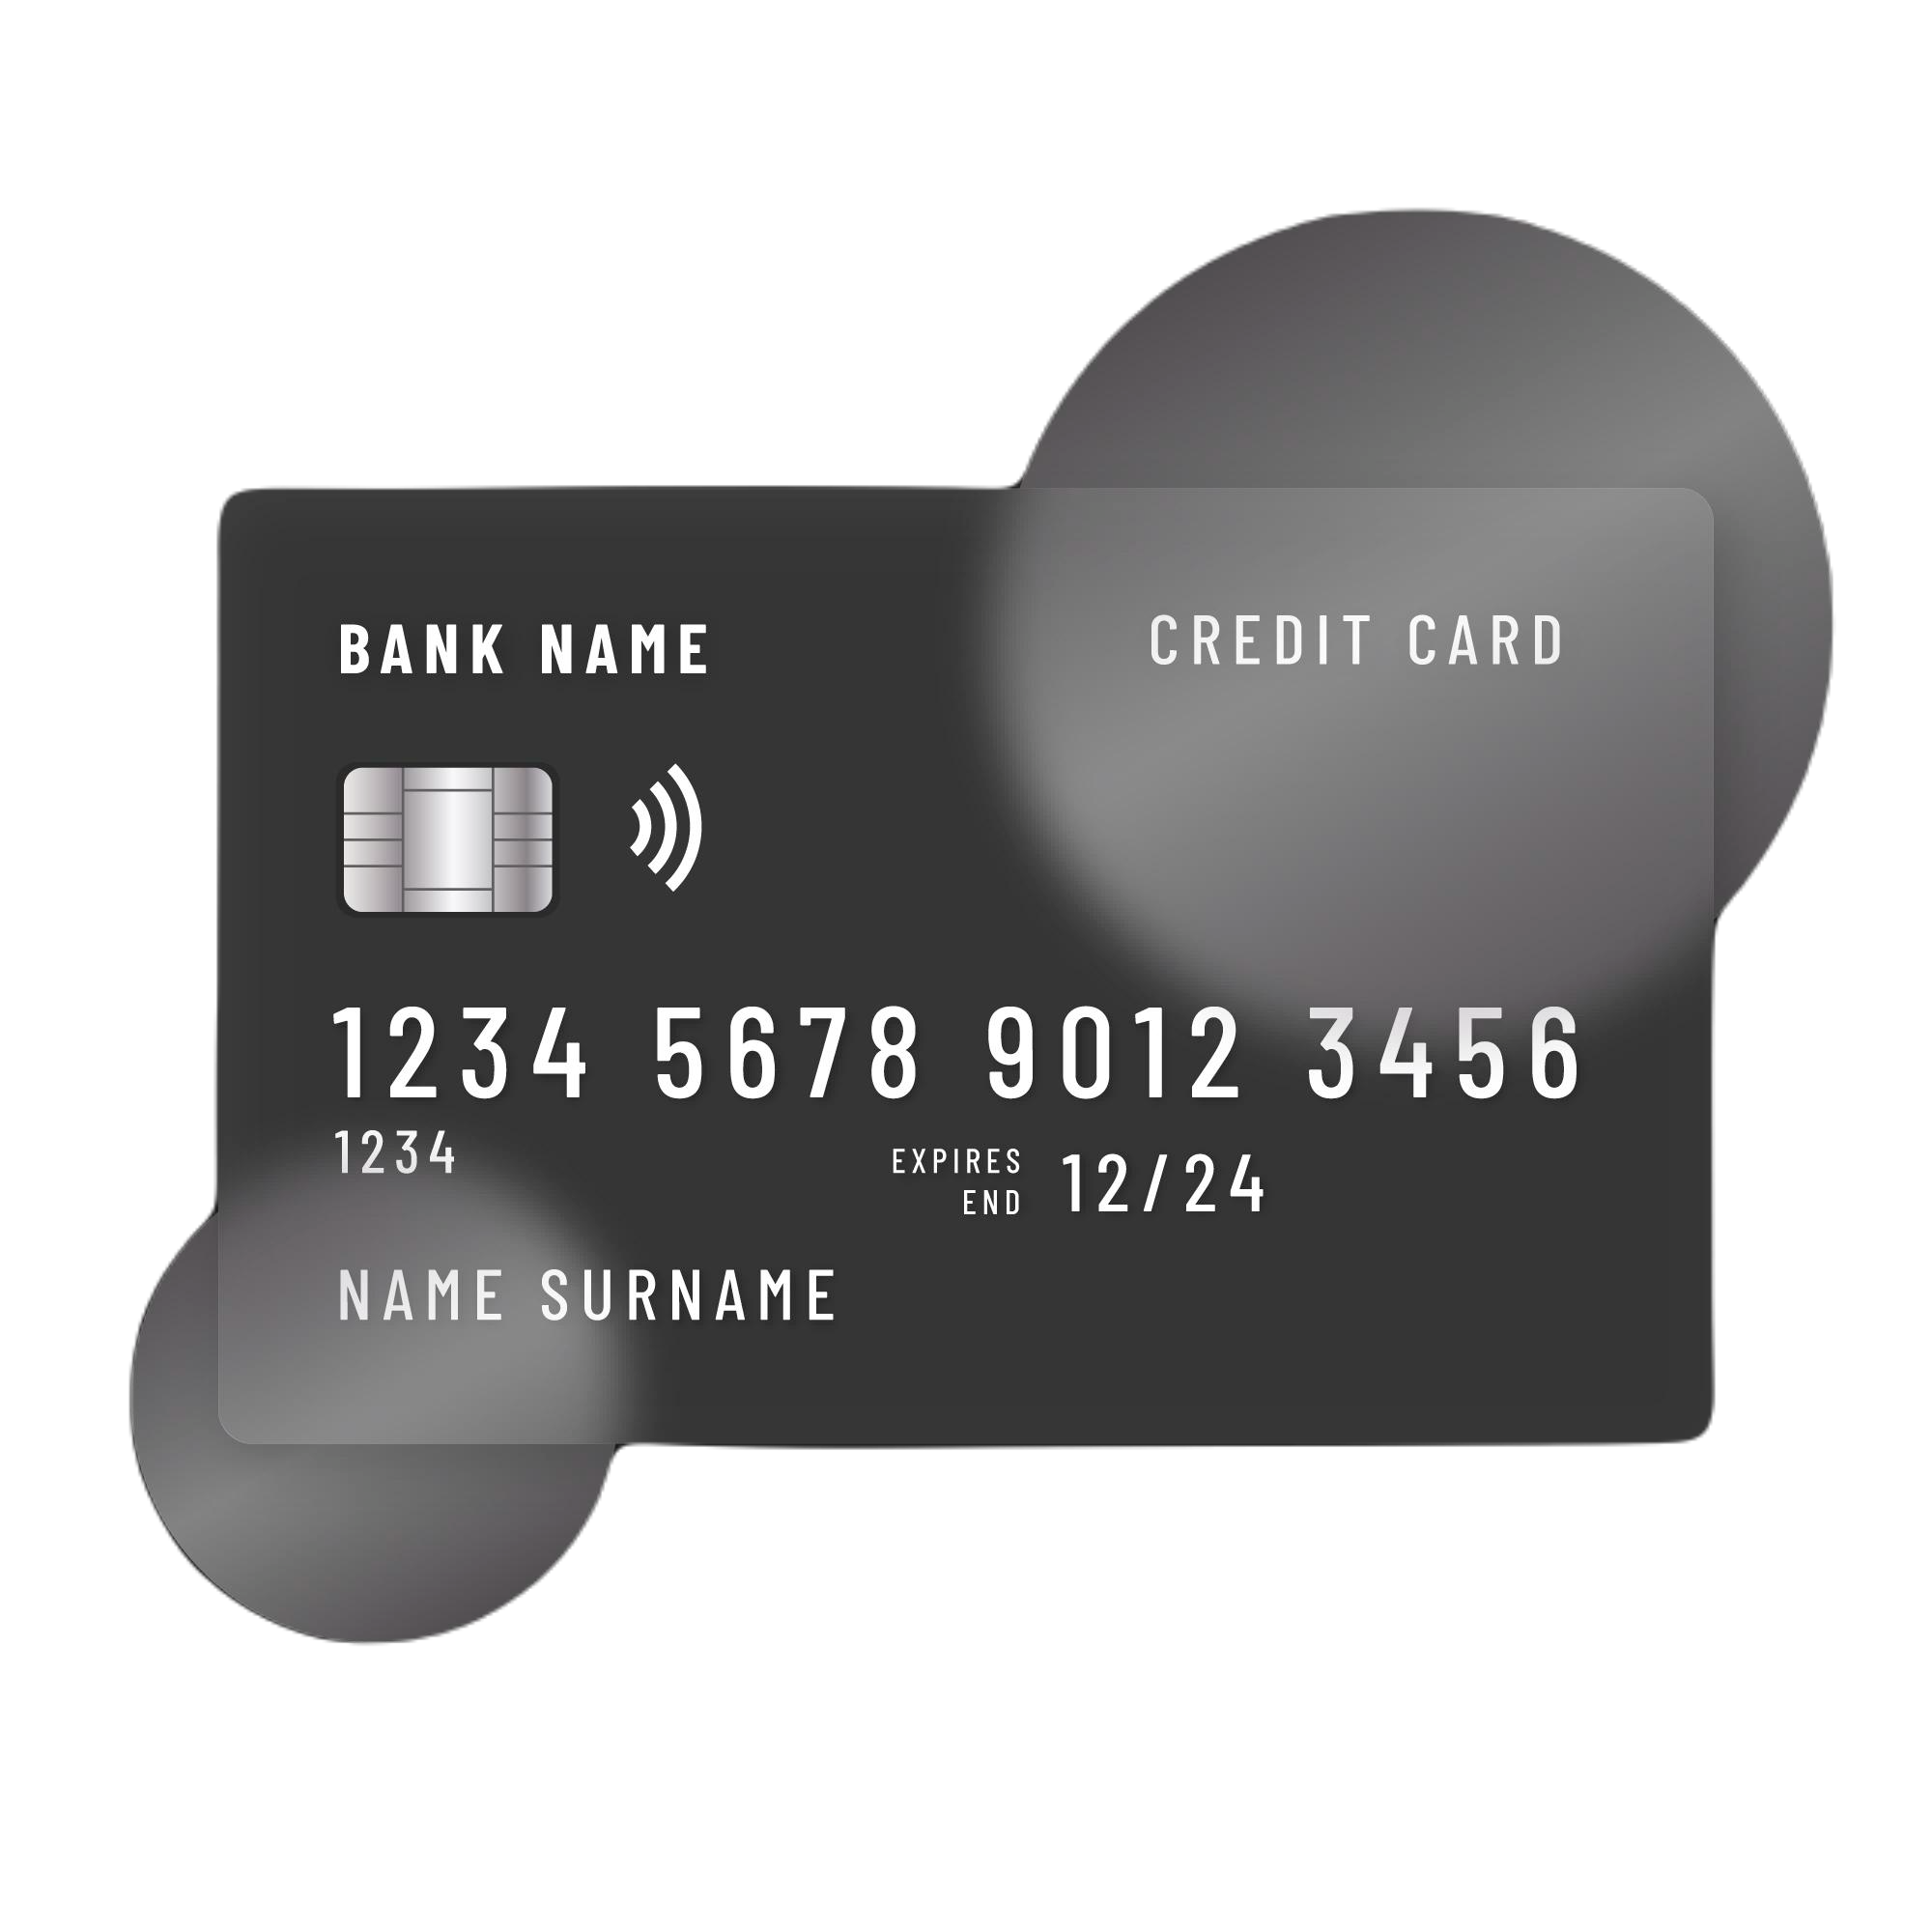 BANK NAME
CREDIT CARD
1234 5678 9012 3456
1234
EXPIRES
END
12/24
NAME SURNAME